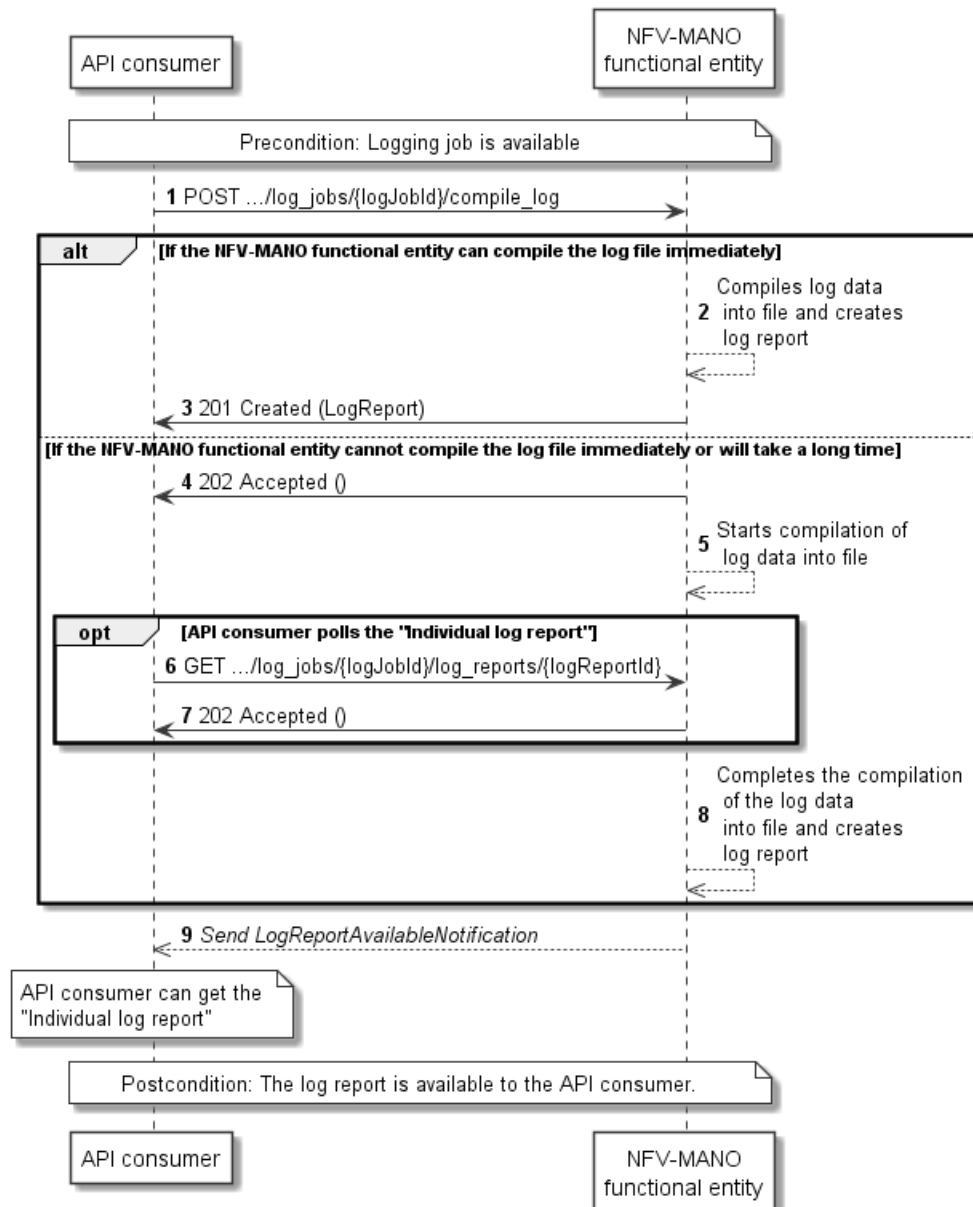 API consumer
NFV-MANO
functional entity
Precondition: Logging job is available
1 POST .../log_jobs/{logJobId}/compile_log
alt
[If the NFV-MANO functional entity can compile the log file immediately]
Compiles log data
2 into file and creates
log report
3 201 Created (LogReport)
[If the NFV-MANO functional entity cannot compile the log file immediately or will take a long time]
4 202 Accepted ()
5 Starts compilation of
log data into file
opt
[API consumer polls the "Individual log report"]
6 GET .../log_jobs/{logJobId}/log_reports/{logReportId}
7 202 Accepted ()
Completes the compilation
of the log data
8 into file and creates
log report
9 Send LogReportAvailableNotification
API consumer can get the
"Individual log report"
Postcondition: The log report is available to the API consumer.
API consumer
NFV-MANO
functional entity